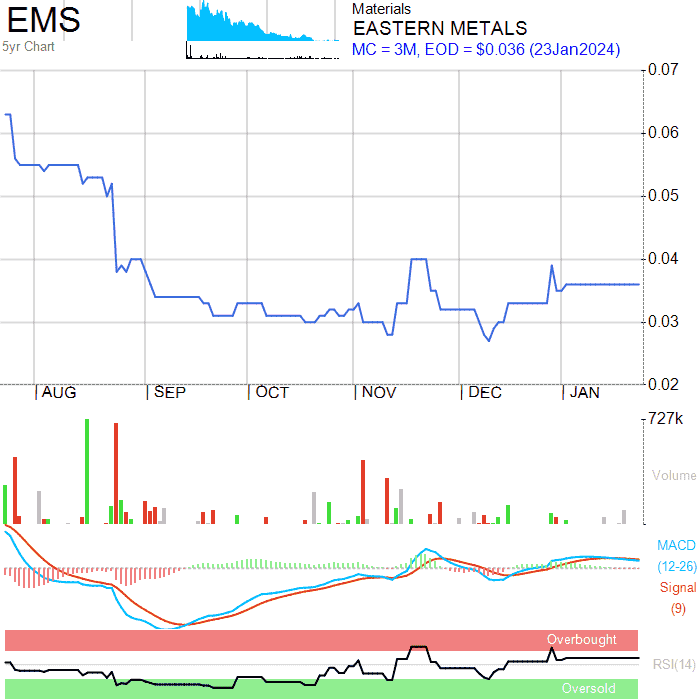 EMS
5yr Chart
Materials
EASTERN METALS
MC = 3M, EOD = $0.036 (23Jan2024)
0.07
0.06
0.05
0.04
0.03
0.02
AUG SEP OCT NOV DEC JAN
727k
Volume
MACD
(12-26)
Signal
(9)
Overbought
RSI(14)
Oversold